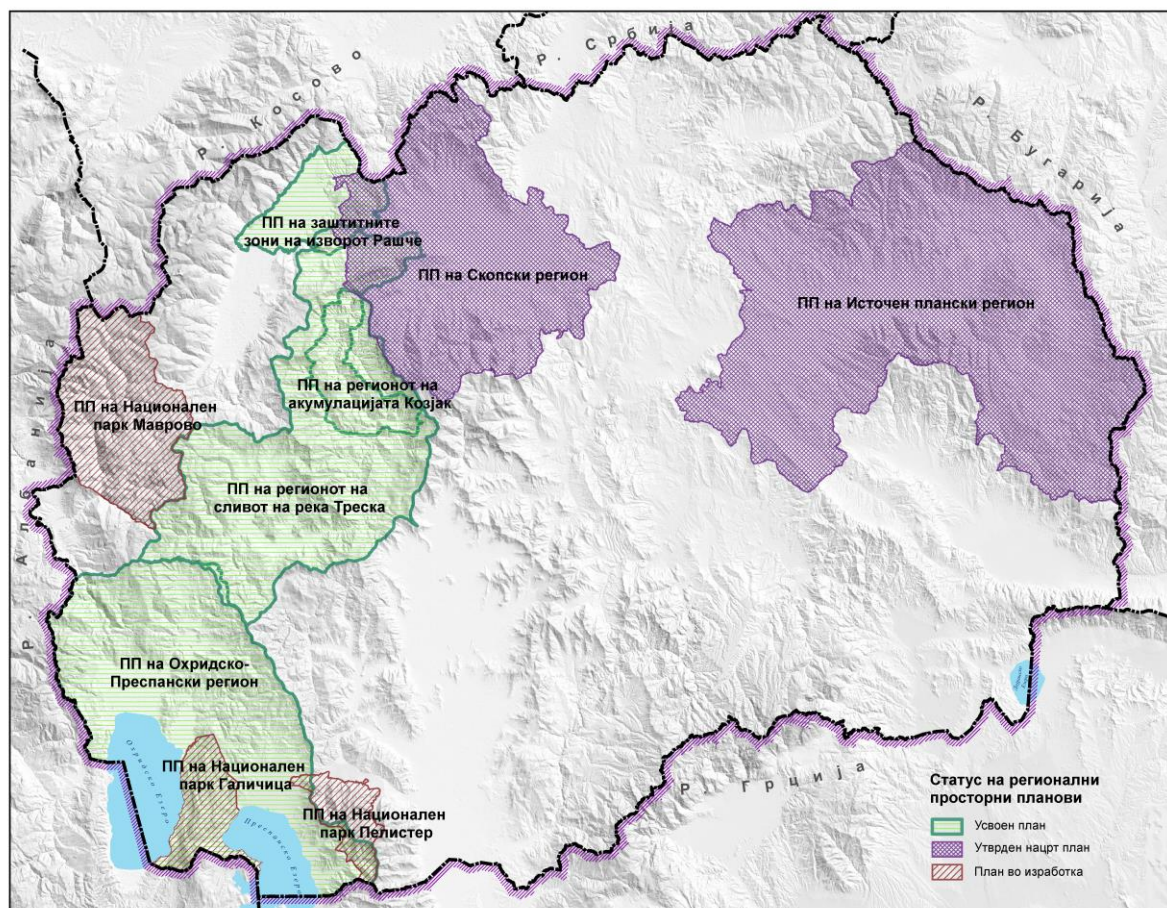 Р. Србија
Р. Косово
Р. Бугарија
ПП на заштитните
зони на изворот Рашче
ПП на Скопски регион
ПП на Источен плански регион
Р. Албанија
ПП на регионот на
акумулацијата Козјак
ПП на Национален
парк Маврово
ПП на регионот на
сливот на река Треска
ПП на Охридско-
Преспански регион
Охридско Езеро
ПП на Национален
парк Галичица
Преспанско Езеро
ПП на Национален
парк Пелистер
Р. Грција
Статус на регионални
просторни планови
Усвоен план
Утврден нацрт план
План во изработка